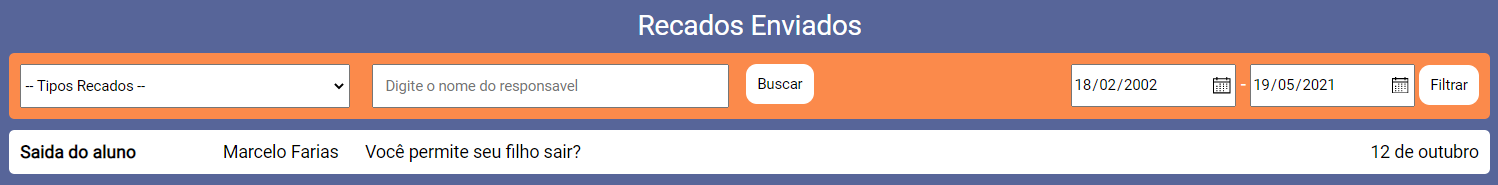 Recados Enviados
-- Tipos Recados -- Digite o nome do responsavel Buscar 18/02/2002 - 19/05/2021 Filtrar
Saida do aluno Marcelo Farias Você permite seu filho sair? 12 de outubro